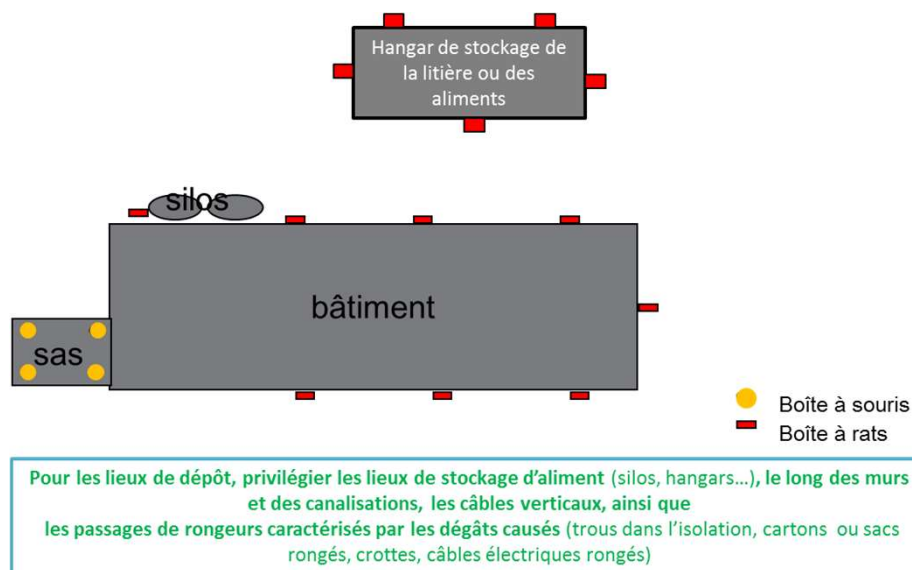 Hangar de stockage de
la litière ou des
aliments
silos
bâtiment
sas
Boîte à souris
Boîte à rats
Pour les lieux de dépôt, privilégier les lieux de stockage d'aliment (silos, hangars...), le long des murs
et des canalisations, les câbles verticaux, ainsi que
les passages de rongeurs caractérisés par les dégâts causés (trous dans l'isolation, cartons ou sacs
rongés, crottes, câbles électriques rongés)